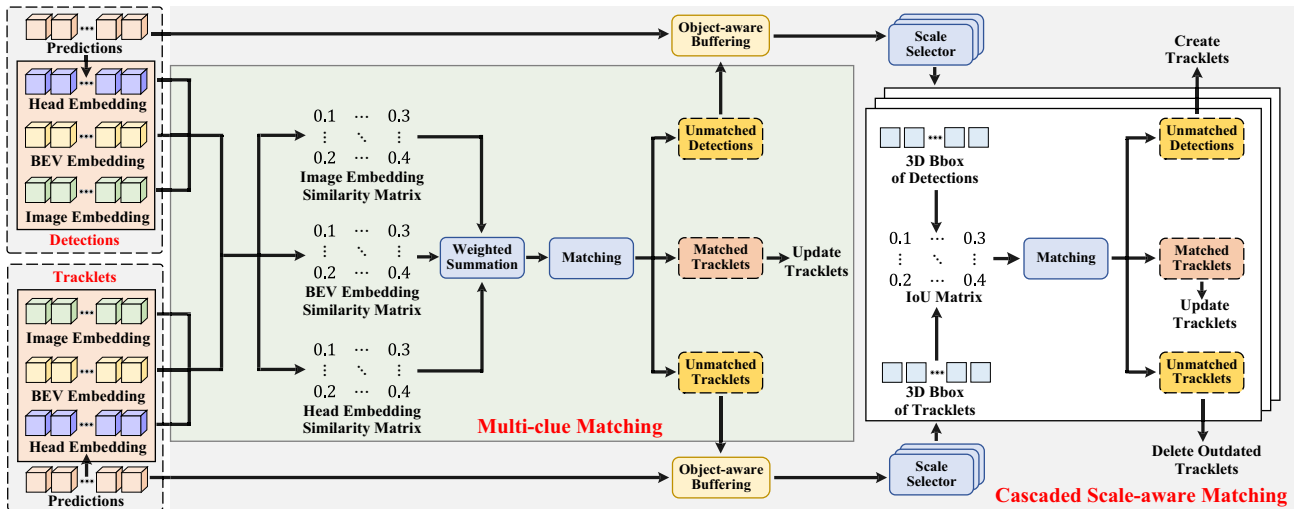 Predictions
Head Embedding
BEV Embedding
Image Embedding
Detections
Tracklets
Image Embedding
BEV Embedding
Head Embedding
Predictions
0.1 ⋯ 0.3
⋮ ⋱ ⋮
0.2 ⋯ 0.4
Image Embedding
Similarity Matrix
0.1 ⋯ 0.3
⋮ ⋱ ⋮
0.2 ⋯ 0.4
BEV Embedding
Similarity Matrix
0.1 ⋯ 0.3
⋮ ⋱ ⋮
0.2 ⋯ 0.4
Head Embedding
Similarity Matrix
Weighted
Summation
Matching
Object-aware
Buffering
Unmatched
Detections
Matched
Tracklets
Update
Tracklets
Unmatched
Tracklets
Multi-clue Matching
Object-aware
Buffering
Scale
Selector
3D Bbox
of Detections
0.1 ⋯ 0.3
⋮ ⋱ ⋮
0.2 ⋯ 0.4
IoU Matrix
3D Bbox
of Tracklets
Scale
Selector
Matching
Create
Tracklets
Unmatched
Detections
Matched
Tracklets
Update
Tracklets
Unmatched
Tracklets
Delete Outdated
Tracklets
Cascaded Scale-aware Matching